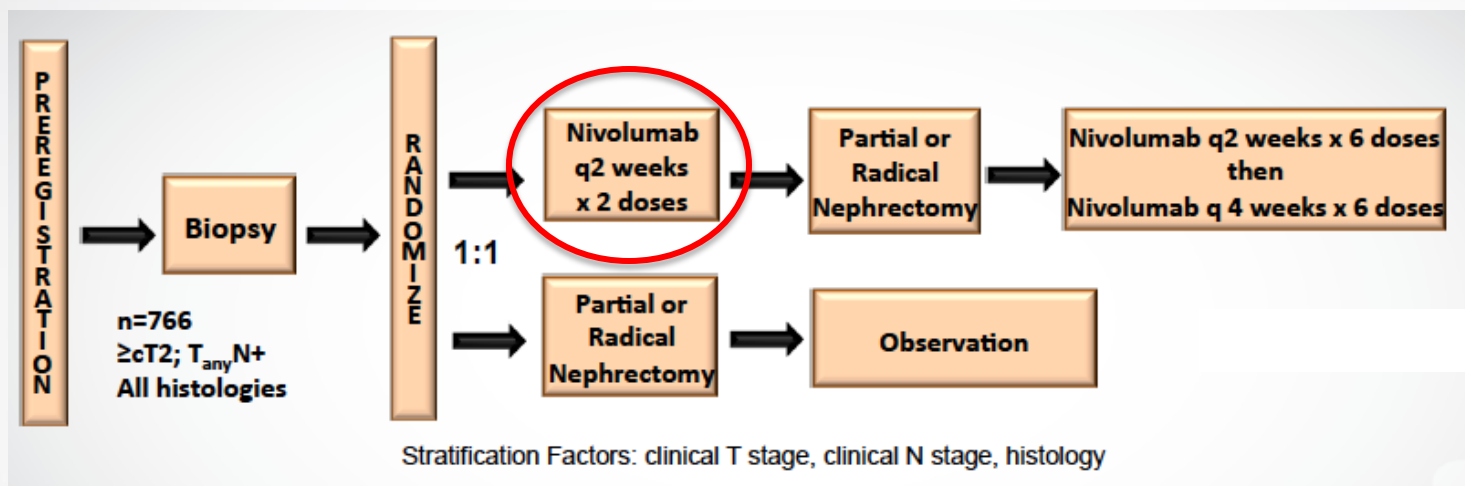 PREREGISTRATION
Biopsy
n=766
≥cT2; TanyN+
All histologies
RANDOMIZE
1:1
Nivolumab
q2 weeks
x 2 doses
Partial or
Radical
Nephrectomy
Nivolumab q2 weeks x 6 doses
then
Nivolumab q 4 weeks x 6 doses
Partial or
Radical
Nephrectomy
Observation
Stratification Factors: clinical T stage, clinical N stage, histology